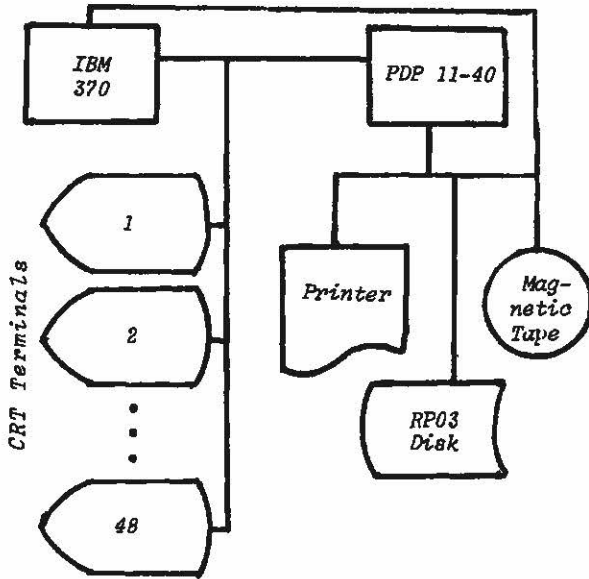 IBM
370
PDP 11-40
1
Printer
Mag-
netic
Tape
CRT Terminals
2
RP03
Disk
48